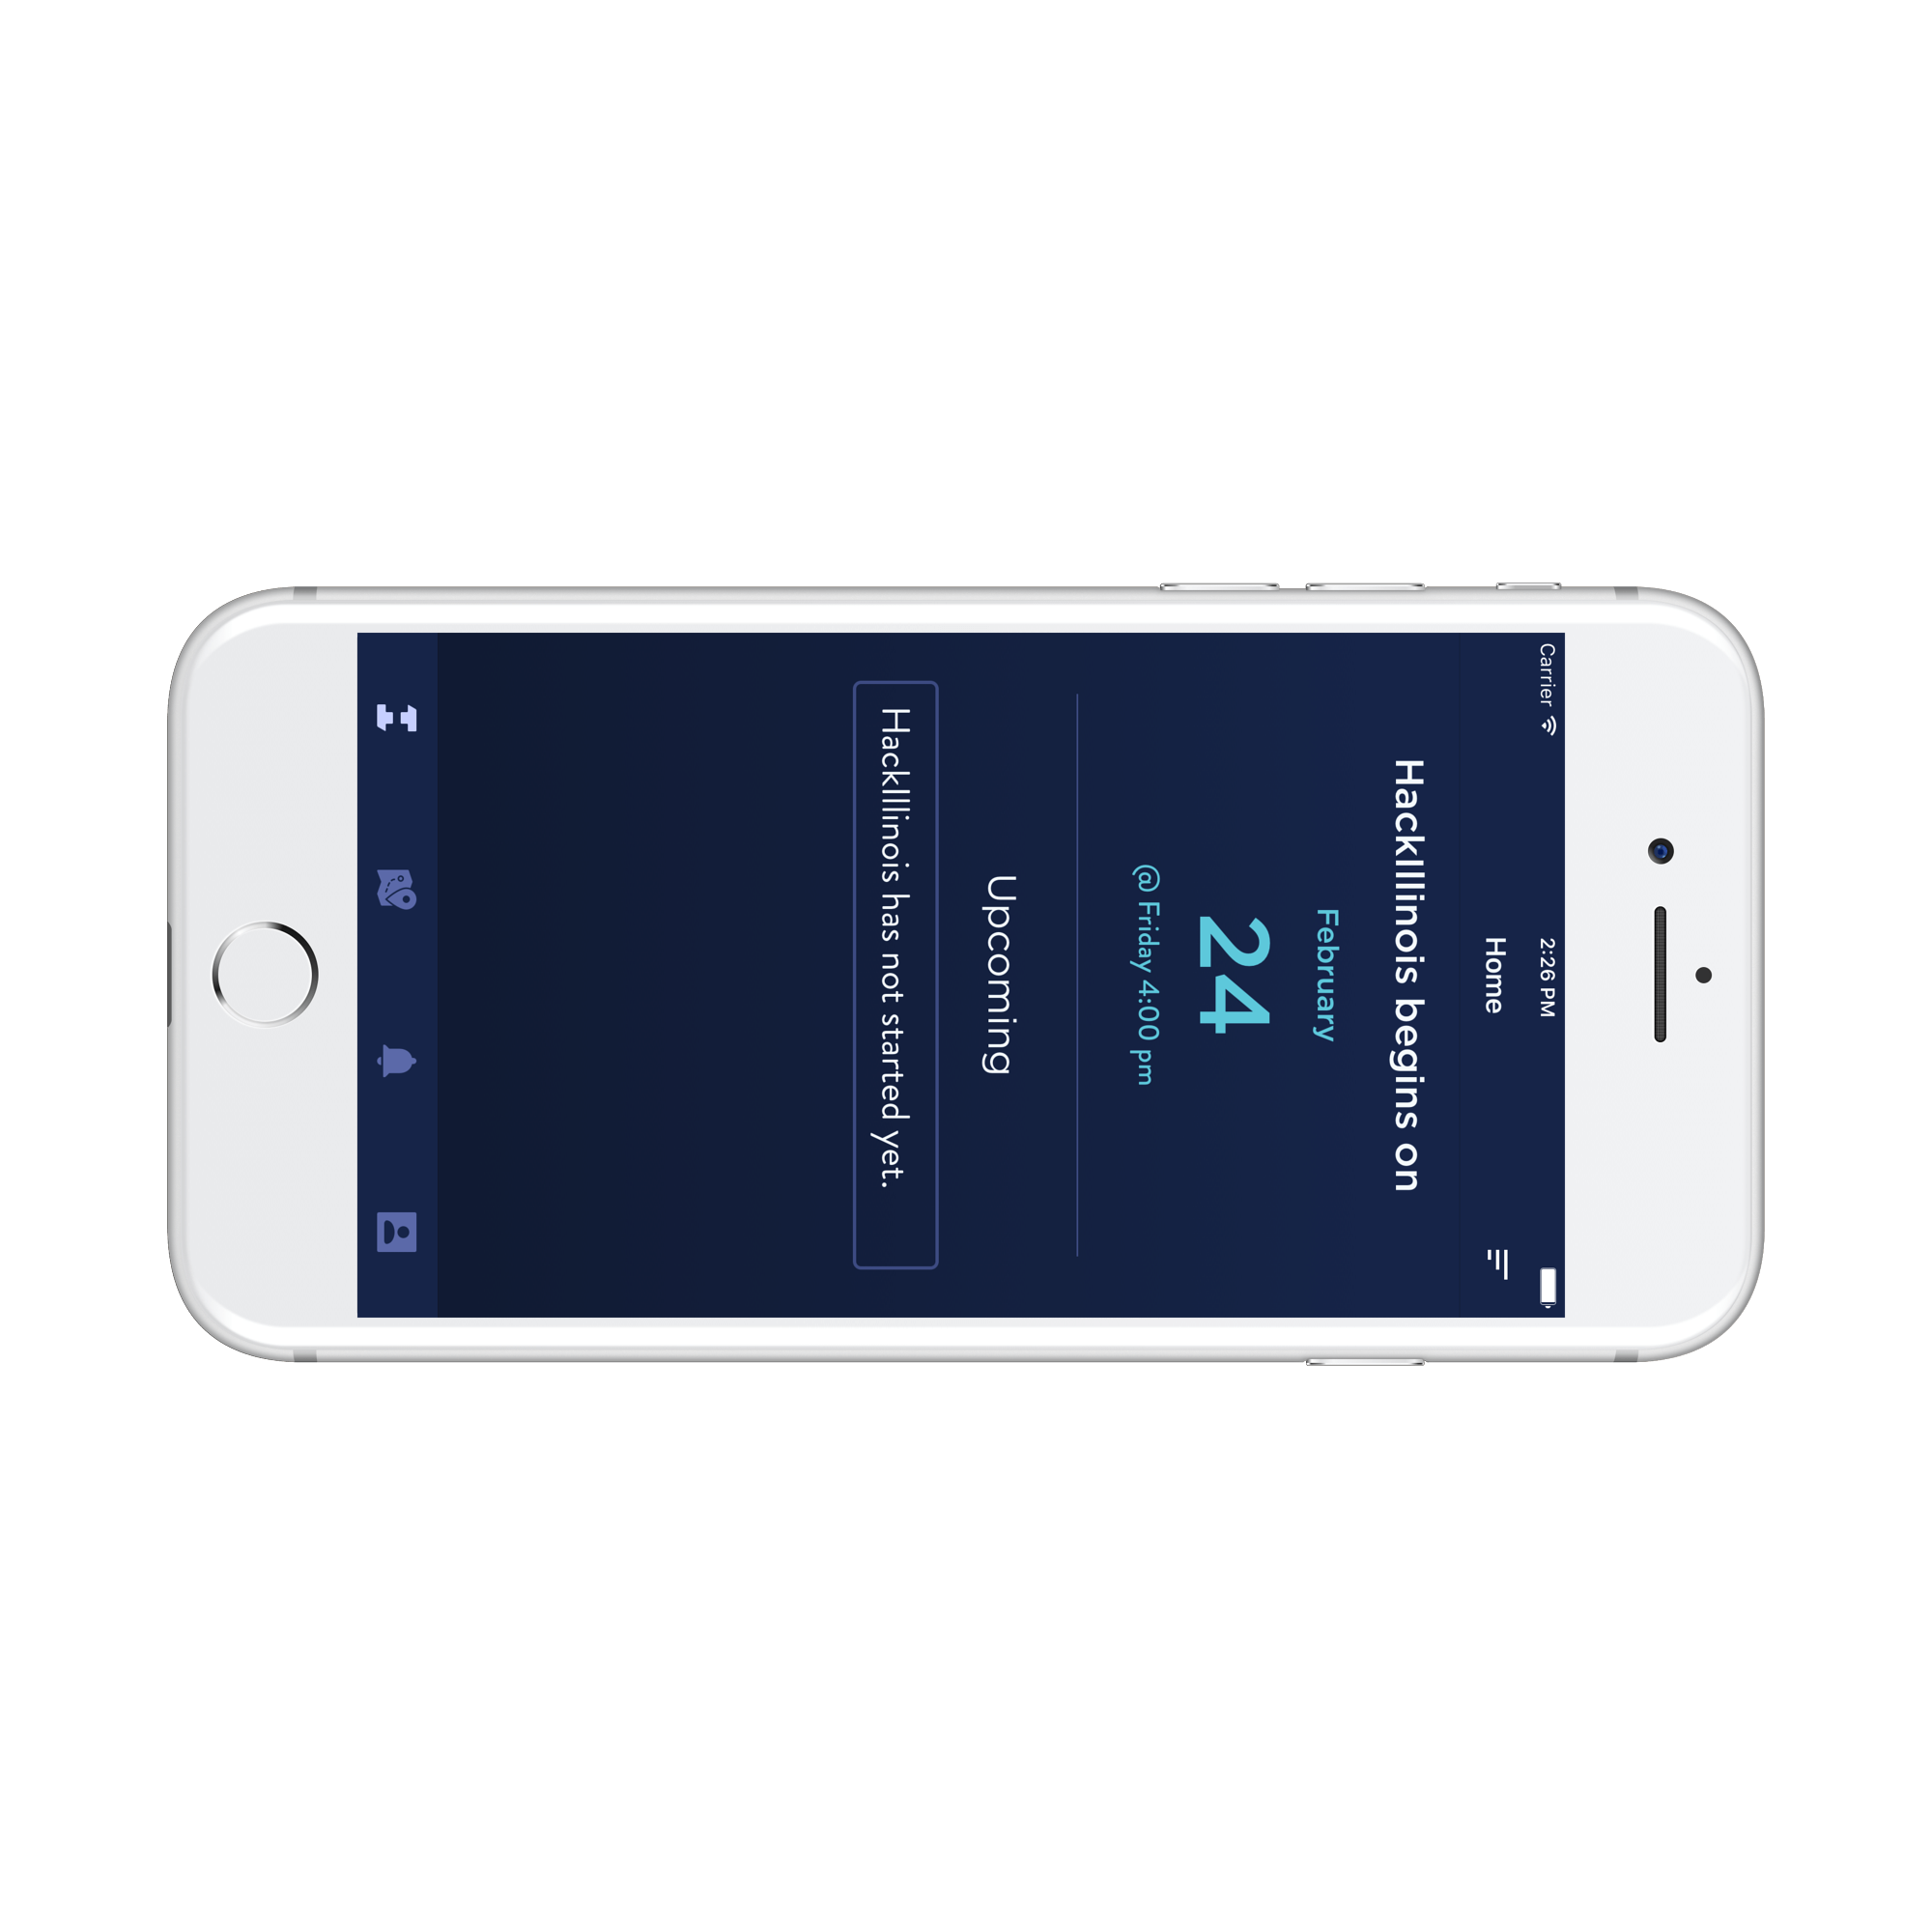 Carrier 2:26 PM
Home
HackIllinois begins on
February
24
@ Friday 4:00 pm
Upcoming
HackIllinois has not started yet.